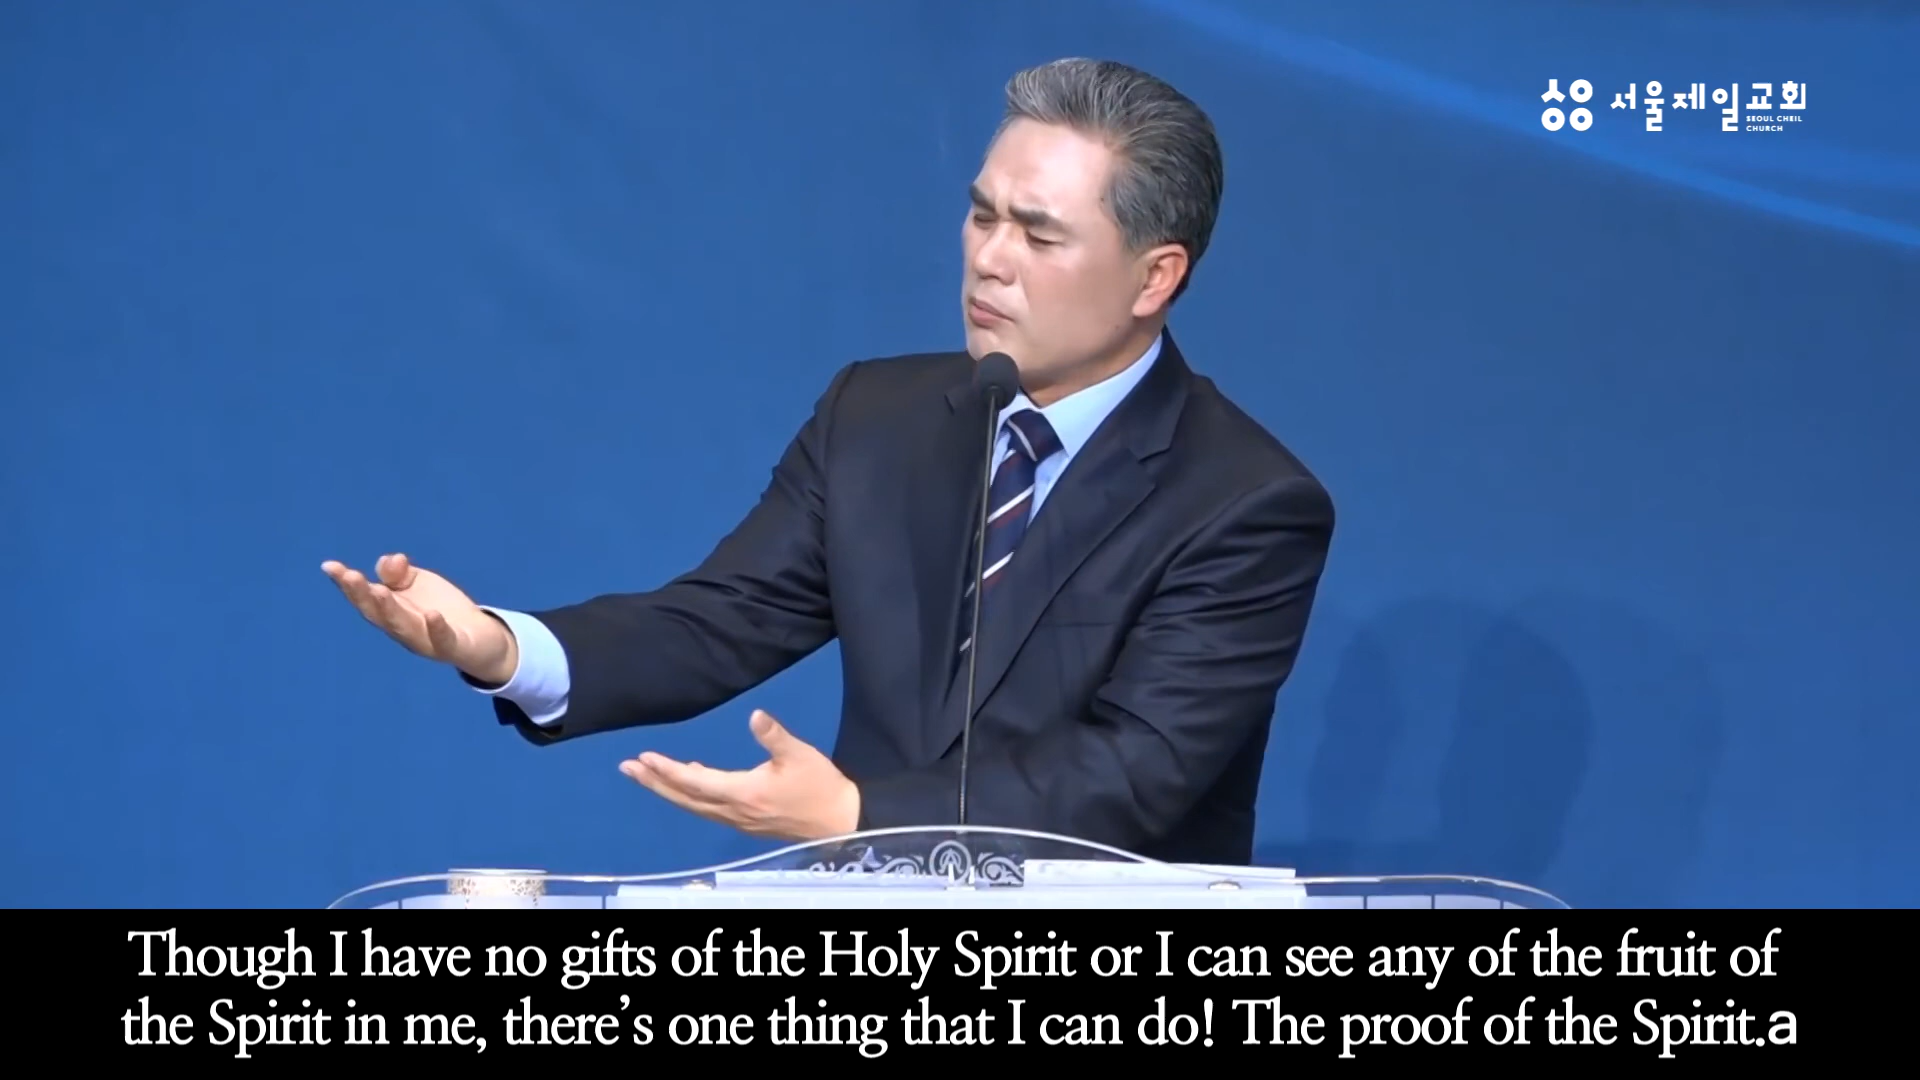 서울제일교회
SEOUL CHEIL
CHURCH
Though I have no gifts of the Holy Spirit or I can see any of the fruit of
the Spirit in me, there’s one thing that I can do! The proof of the Spirit.a